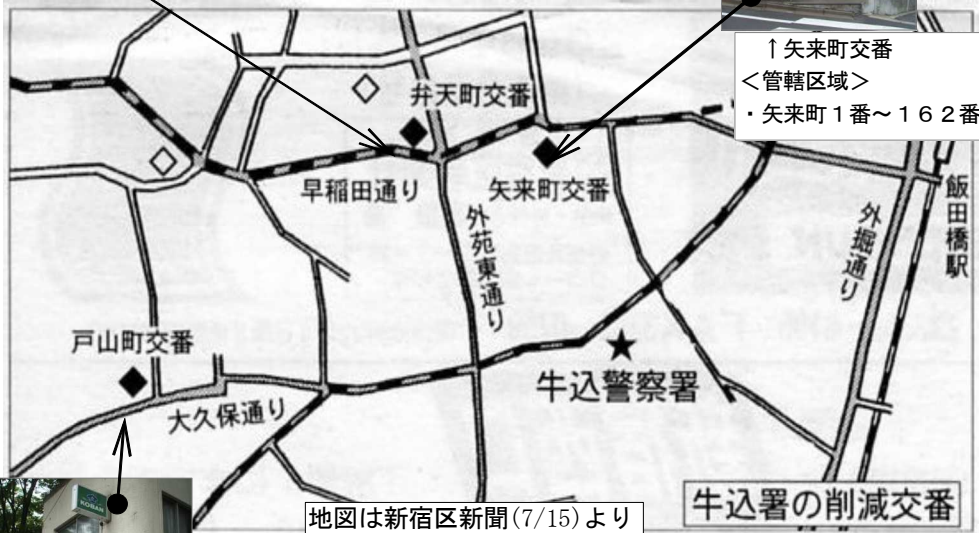 ↑矢来町交番
＜管轄区域＞
・矢来町１番～１６２番
弁天町交番
早稲田通り
矢来町交番
外苑東通り
外堀通り
飯田橋駅
戸山町交番
大久保通り
牛込警察署
KOBAN
牛込署の削減交番
地図は新宿区新聞(7/15)より